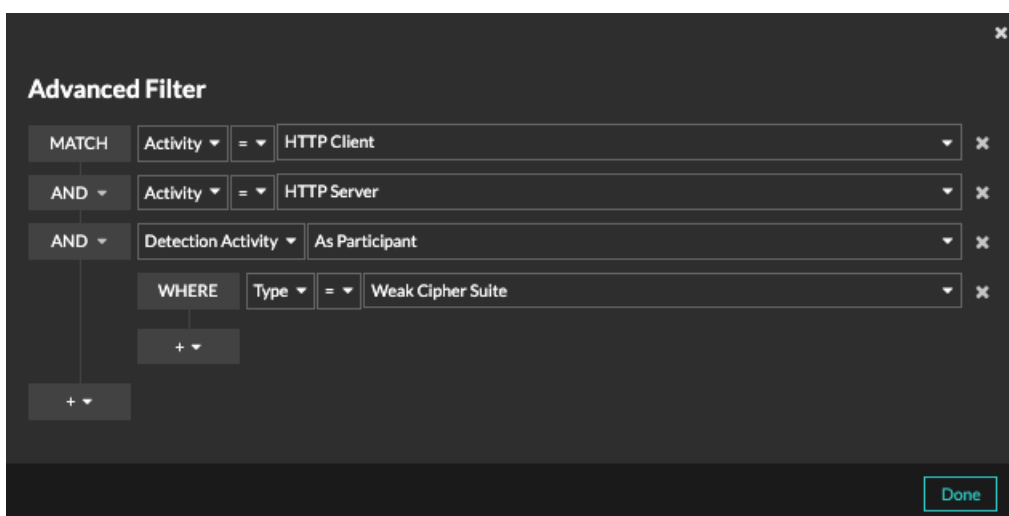 Advanced Filter
MATCH Activity = HTTP Client
AND Activity = HTTP Server
AND Detection Activity As Participant
WHERE Type = Weak Cipher Suite
+
+
Done